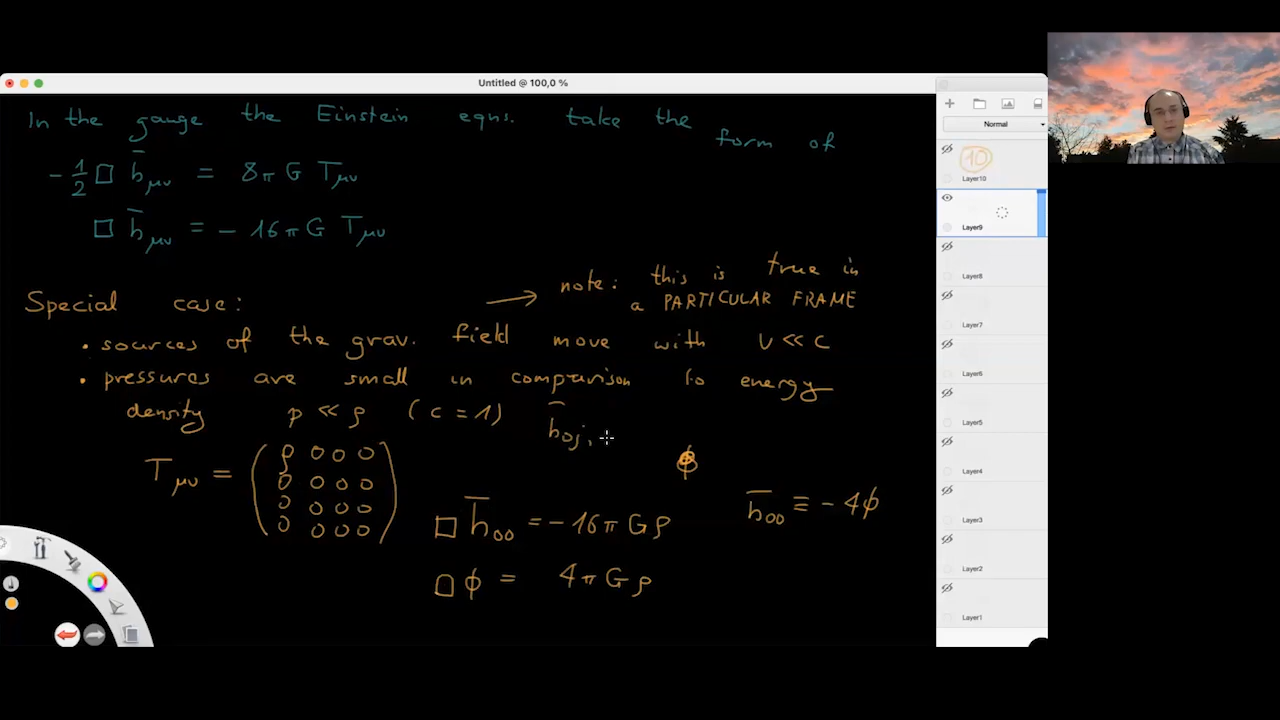 Untitled @ 100,0 %
In the gauge the Einstein eqns. take the form of
-1/2 □ h̄μν = 8πG Tμν
□ h̄μν = - 16πG Tμν
Special case:
→ note: this is true in
a PARTICULAR FRAME
• sources of the grav. field move with v << c
• pressures are small in comparison to energy
density p << ρ (c = 1)
h̄0j,
Tμν = ( ρ 0 0 0
0 0 0 0
0 0 0 0
0 0 0 0 )
ϕ
□ h̄00 = - 16πGρ
h̄00 ≡ - 4ϕ
□ϕ = 4πGρ
Normal
10
Layer10
Layer9
Layer8
Layer7
Layer6
Layer5
Layer4
Layer3
Layer2
Layer1